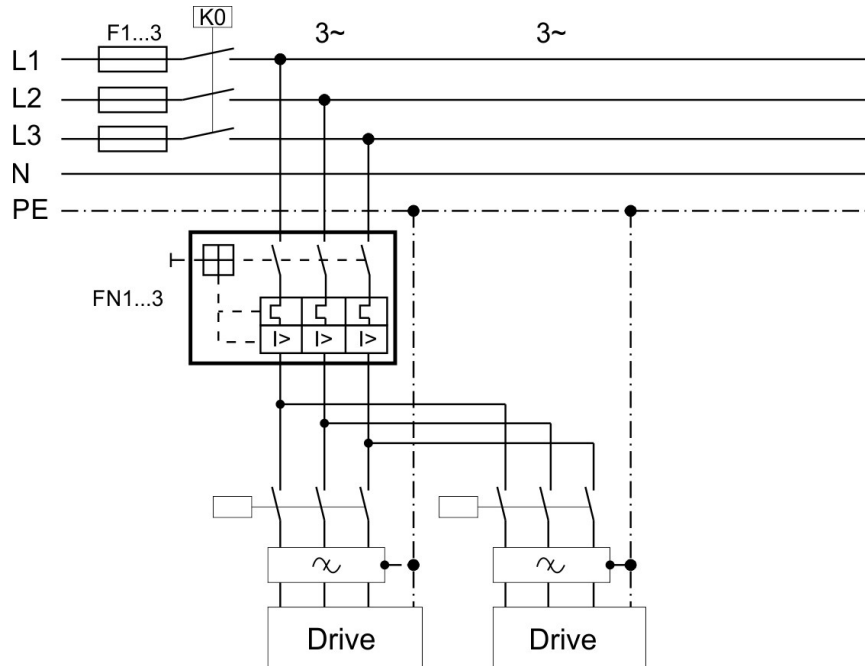 K0
F1...3
3~
3~
L1
L2
L3
N
PE
FN1...3
I>
I>
I>
Drive
Drive